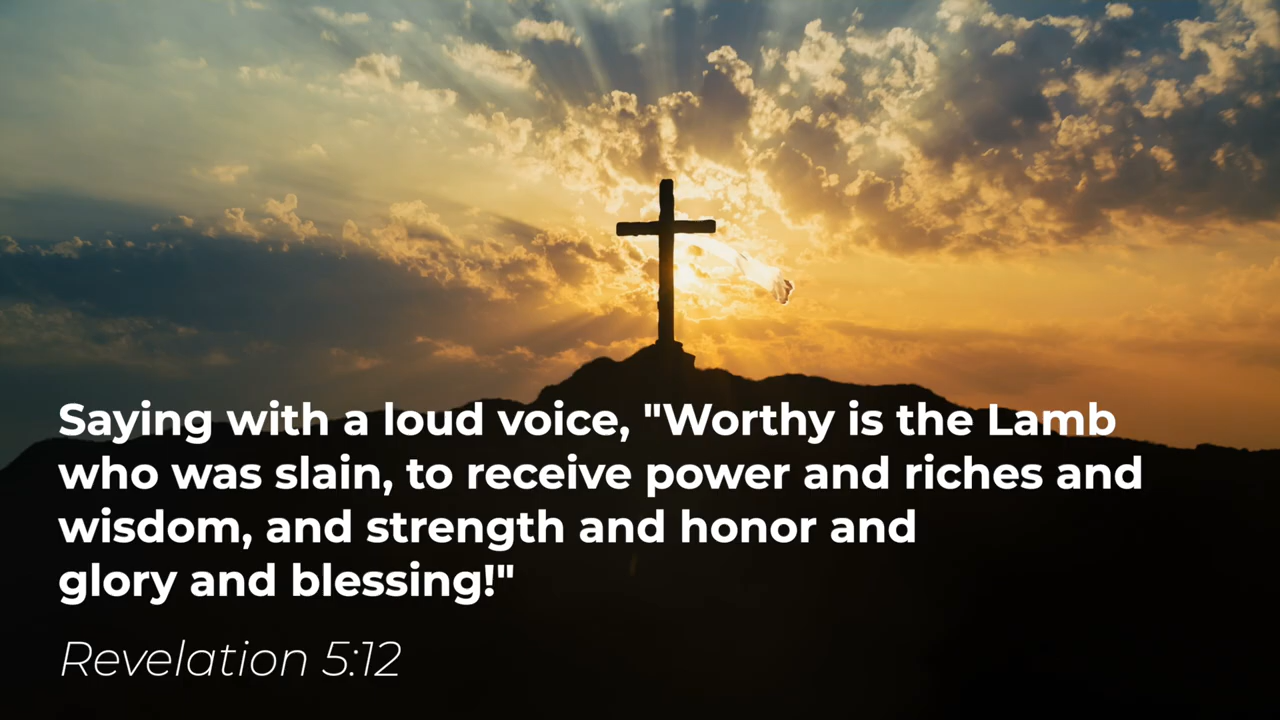 Saying with a loud voice, "Worthy is the Lamb
who was slain, to receive power and riches and
wisdom, and strength and honor and
glory and blessing!"
Revelation 5:12